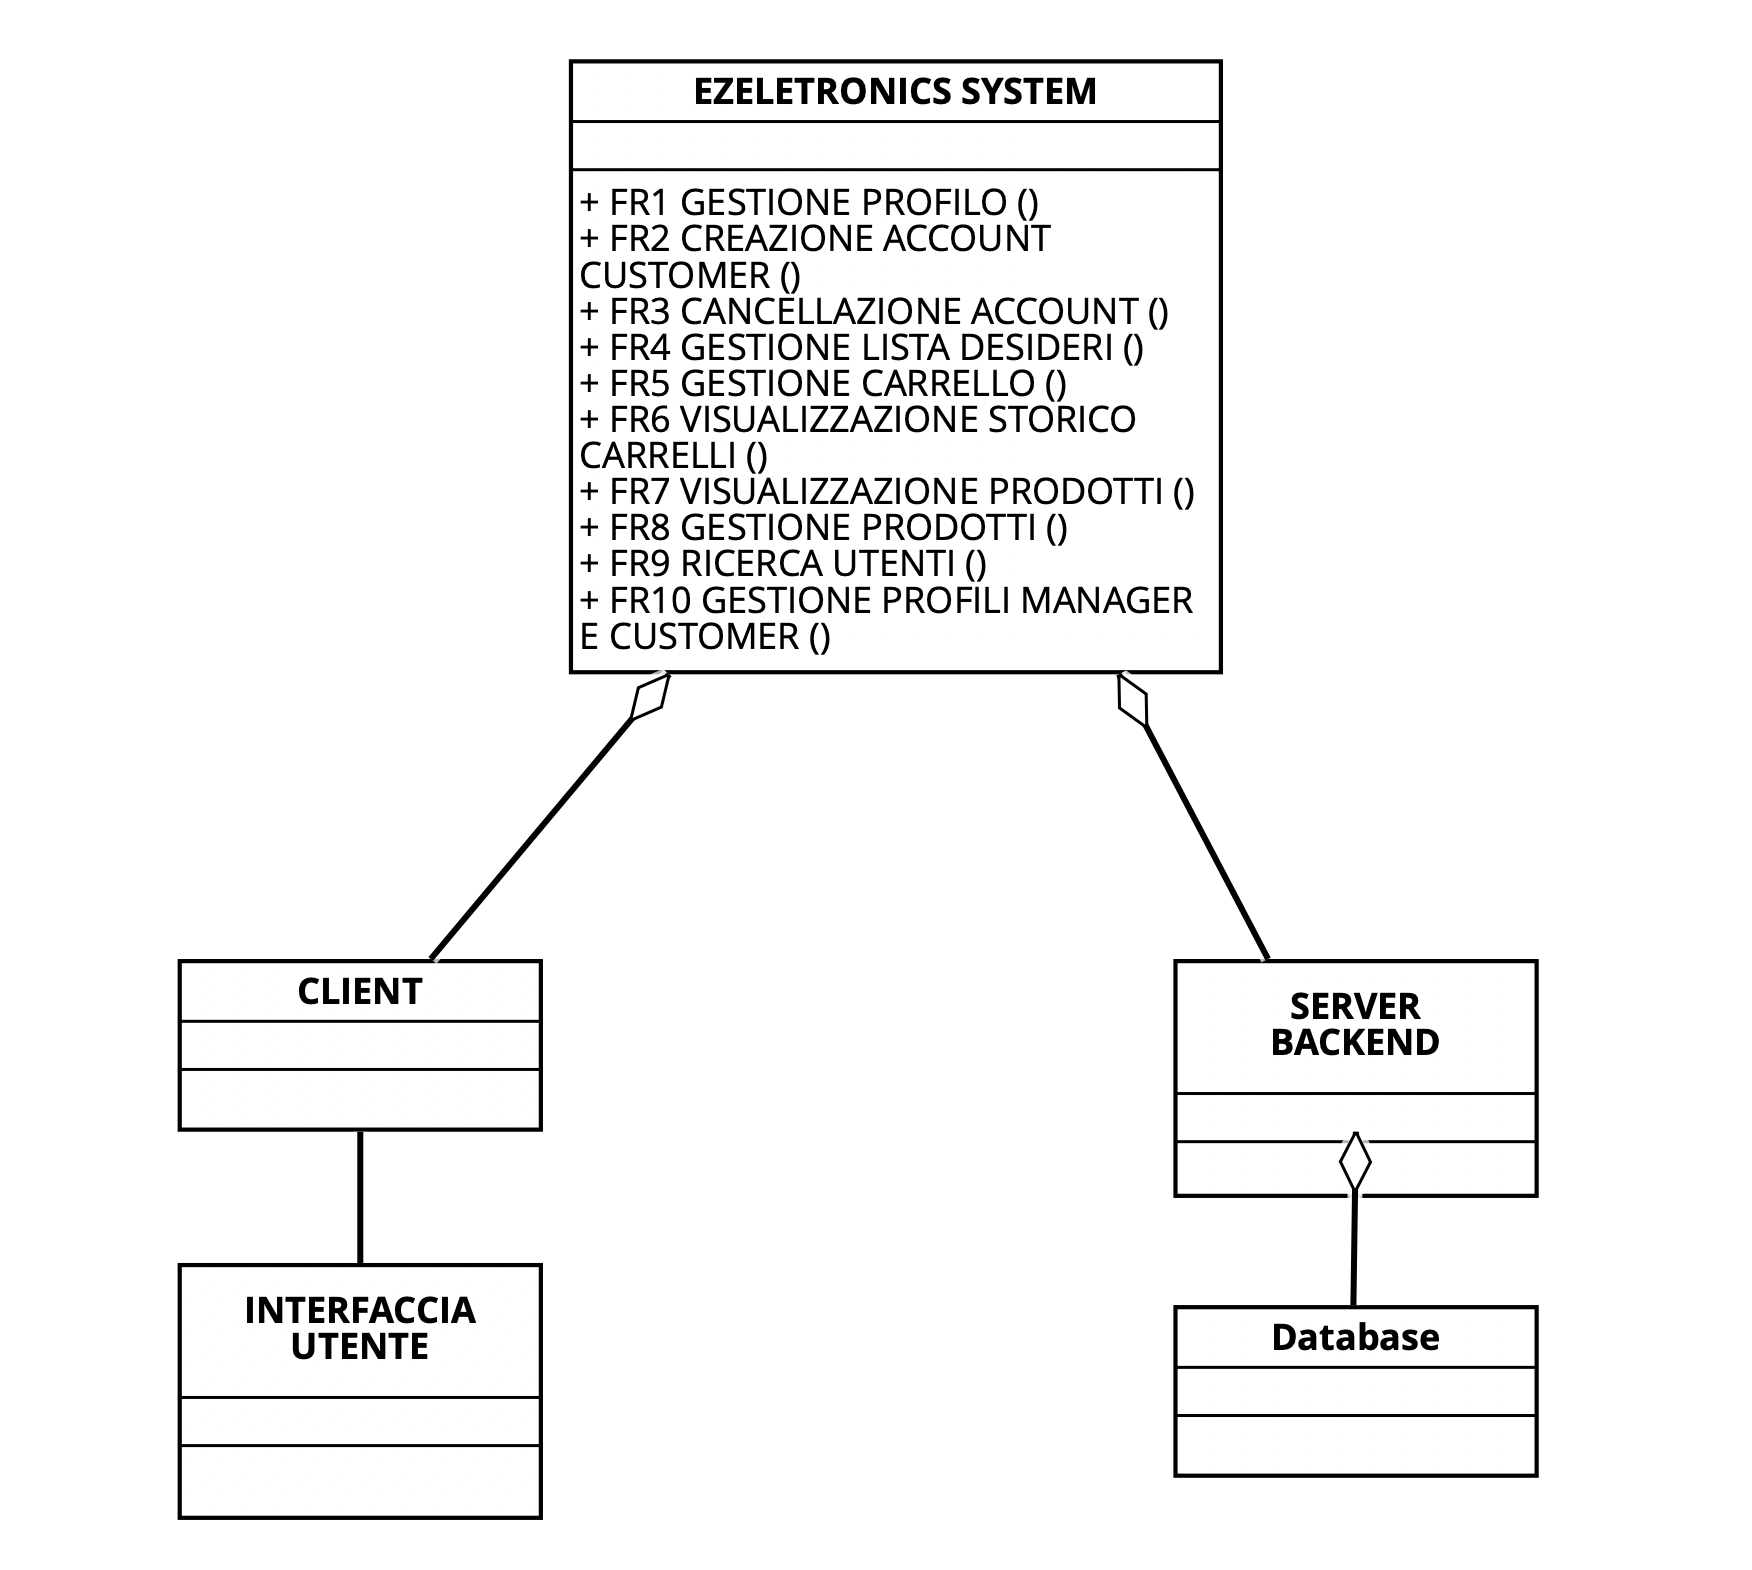 EZELETRONICS SYSTEM
+ FR1 GESTIONE PROFILO ()
+ FR2 CREAZIONE ACCOUNT
CUSTOMER ()
+ FR3 CANCELLAZIONE ACCOUNT ()
+ FR4 GESTIONE LISTA DESIDERI ()
+ FR5 GESTIONE CARRELLO ()
+ FR6 VISUALIZZAZIONE STORICO
CARRELLI ()
+ FR7 VISUALIZZAZIONE PRODOTTI ()
+ FR8 GESTIONE PRODOTTI ()
+ FR9 RICERCA UTENTI ()
+ FR10 GESTIONE PROFILI MANAGER
E CUSTOMER ()
CLIENT
SERVER
BACKEND
INTERFACCIA
UTENTE
Database